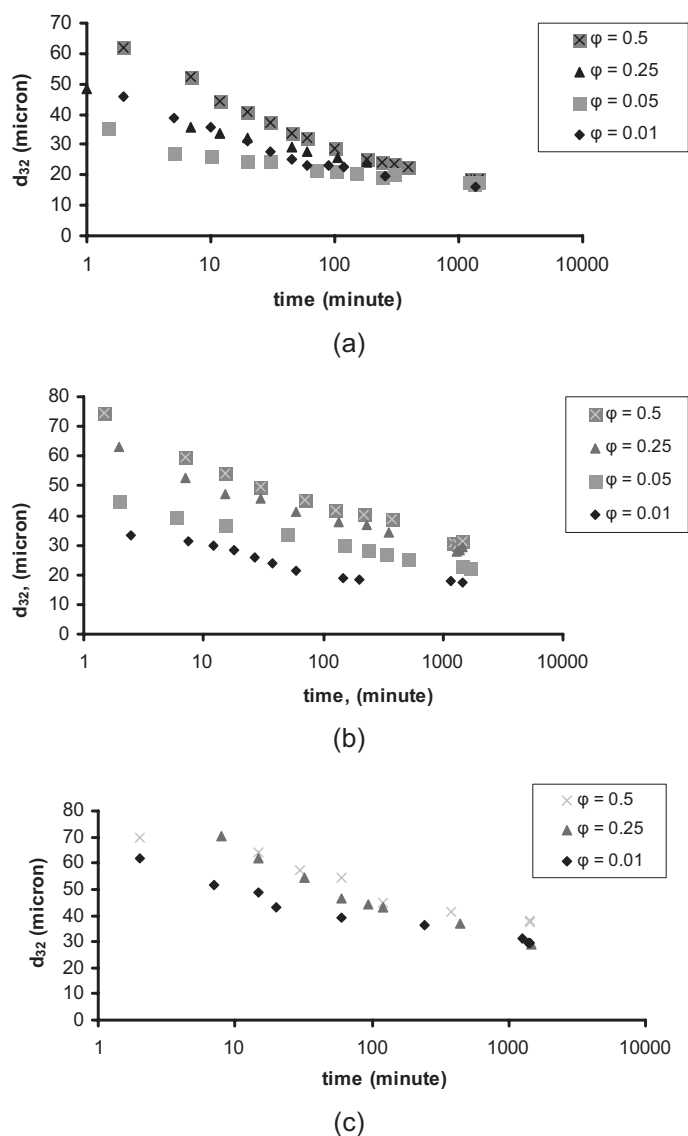 70
60
50
40
30
20
10
0
d32 (micron)
1 10 100 1000 10000
time (minute)
φ = 0.5
φ = 0.25
φ = 0.05
φ = 0.01
(a)
80
70
60
50
40
30
20
10
0
d32, (micron)
1 10 100 1000 10000
time, (minute)
φ = 0.5
φ = 0.25
φ = 0.05
φ = 0.01
(b)
80
70
60
50
40
30
20
10
0
d32 (micron)
1 10 100 1000 10000
time (minute)
φ = 0.5
φ = 0.25
φ = 0.01
(c)